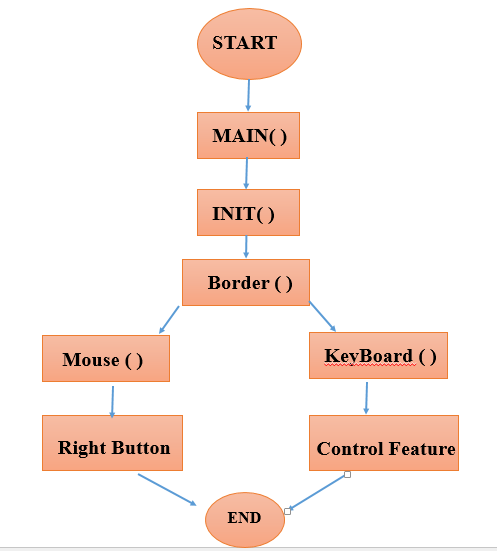 START
MAIN( )
INIT( )
Border ( )
Mouse ( )
KeyBoard ( )
Right Button
Control Feature
END